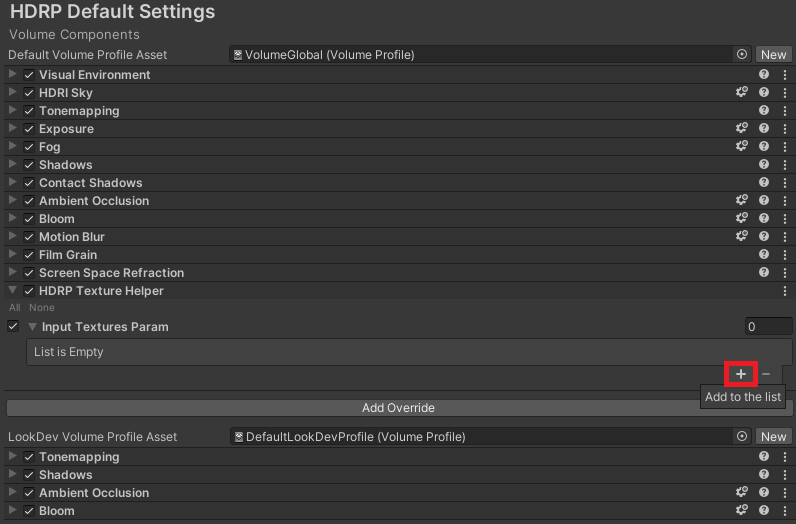 HDRP Default Settings
Volume Components
Default Volume Profile Asset VolumeGlobal (Volume Profile) New
Visual Environment
HDRI Sky
Tonemapping
Exposure
Fog
Shadows
Contact Shadows
Ambient Occlusion
Bloom
Motion Blur
Film Grain
Screen Space Refraction
HDRP Texture Helper
All None
Input Textures Param 0
List is Empty
Add to the list
Add Override
LookDev Volume Profile Asset DefaultLookDevProfile (Volume Profile) New
Tonemapping
Shadows
Ambient Occlusion
Bloom